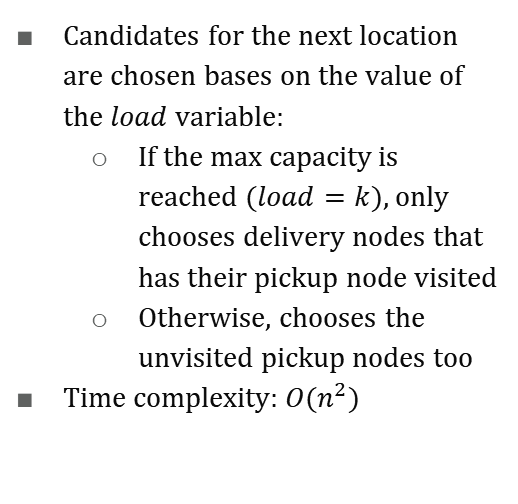 ■ Candidates for the next location
are chosen bases on the value of
the load variable:
○ If the max capacity is
reached (load = k), only
chooses delivery nodes that
has their pickup node visited
○ Otherwise, chooses the
unvisited pickup nodes too
■ Time complexity: O(n²)